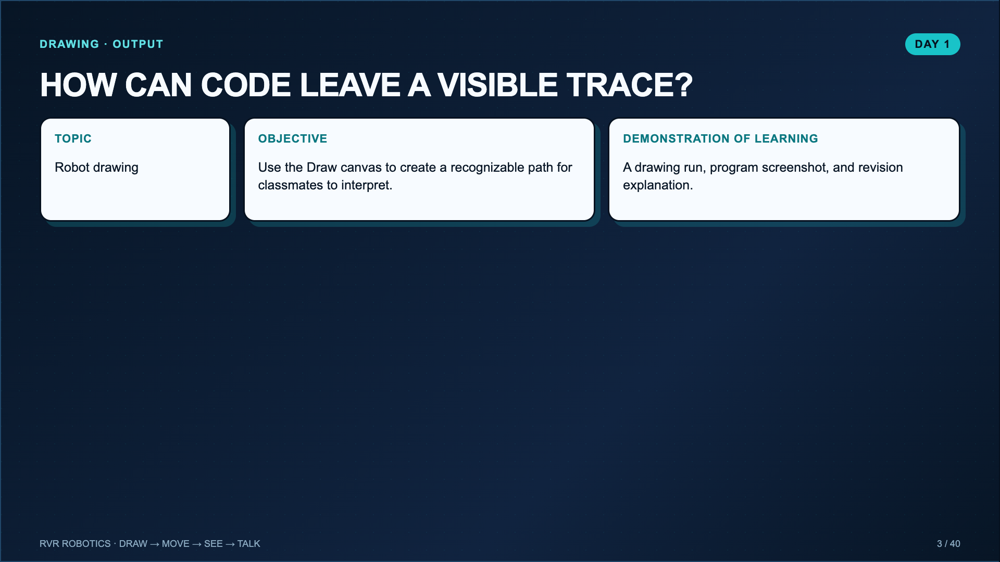 DRAWING · OUTPUT
DAY 1
HOW CAN CODE LEAVE A VISIBLE TRACE?
TOPIC
Robot drawing
OBJECTIVE
Use the Draw canvas to create a recognizable path for
classmates to interpret.
DEMONSTRATION OF LEARNING
A drawing run, program screenshot, and revision
explanation.
RVR ROBOTICS · DRAW → MOVE → SEE → TALK
3 / 40